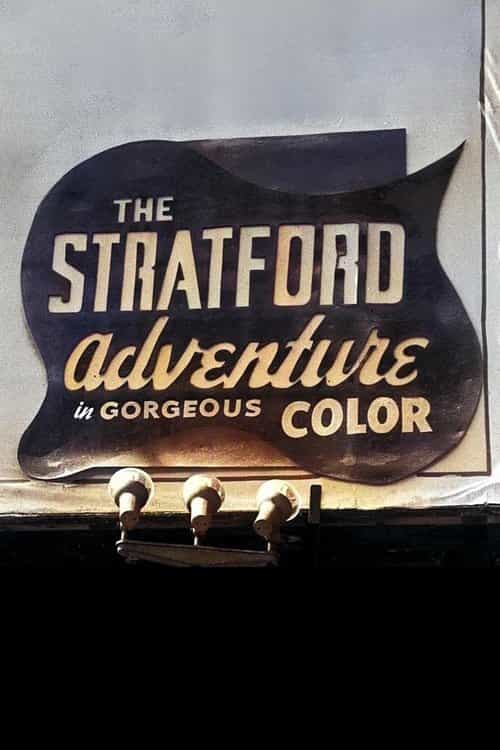 THE
STRATFORD
adventure
in GORGEOUS COLOR